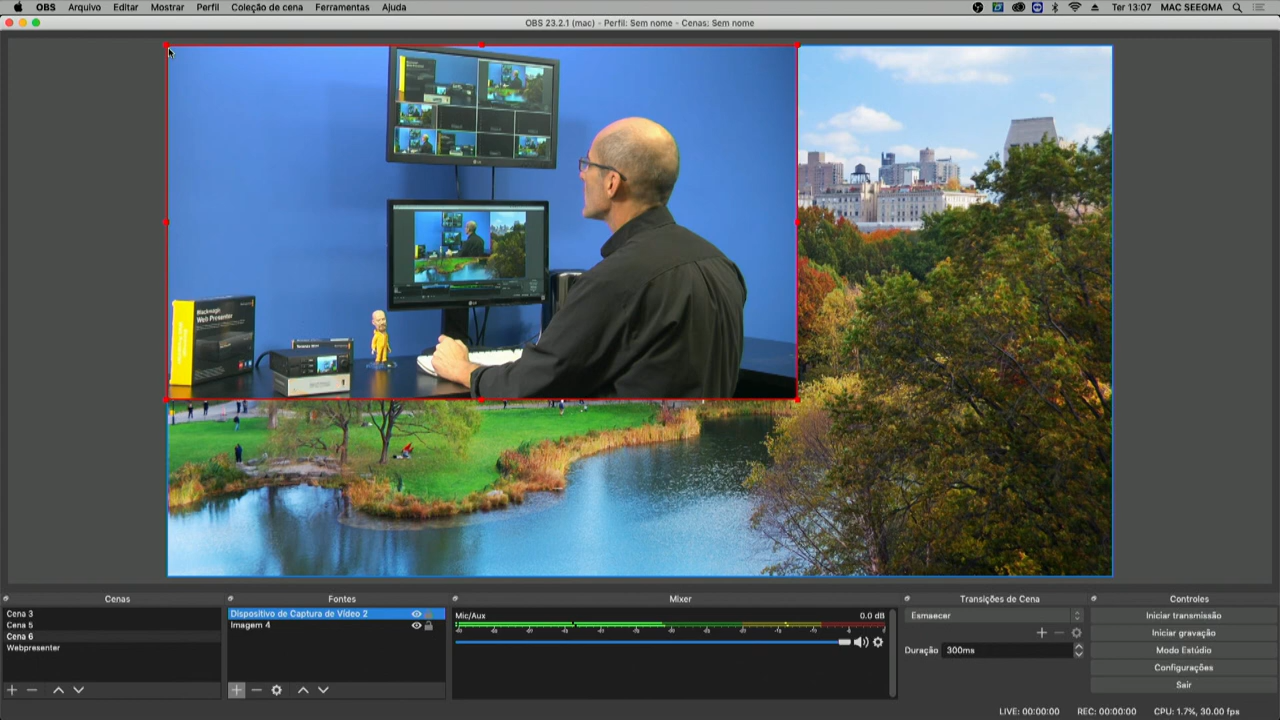 OBS Arquivo Editar Mostrar Perfil Coleção de cena Ferramentas Ajuda Ter 13:07 MAC SEEGMA
OBS 23.2.1 (mac) - Perfil: Sem nome - Cenas: Sem nome
Blackmagic
Web Presenter
Cenas
Cena 3
Cena 5
Cena 6
Webpresenter
Fontes
Dispositivo de Captura de Vídeo 2
Imagem 4
Mixer
Mic/Aux 0.0 dB
Transições de Cena
Esmaecer
Duração 300ms
Controles
Iniciar transmissão
Iniciar gravação
Modo Estúdio
Configurações
Sair
LIVE: 00:00:00 REC: 00:00:00 CPU: 1.7%, 30.00 fps